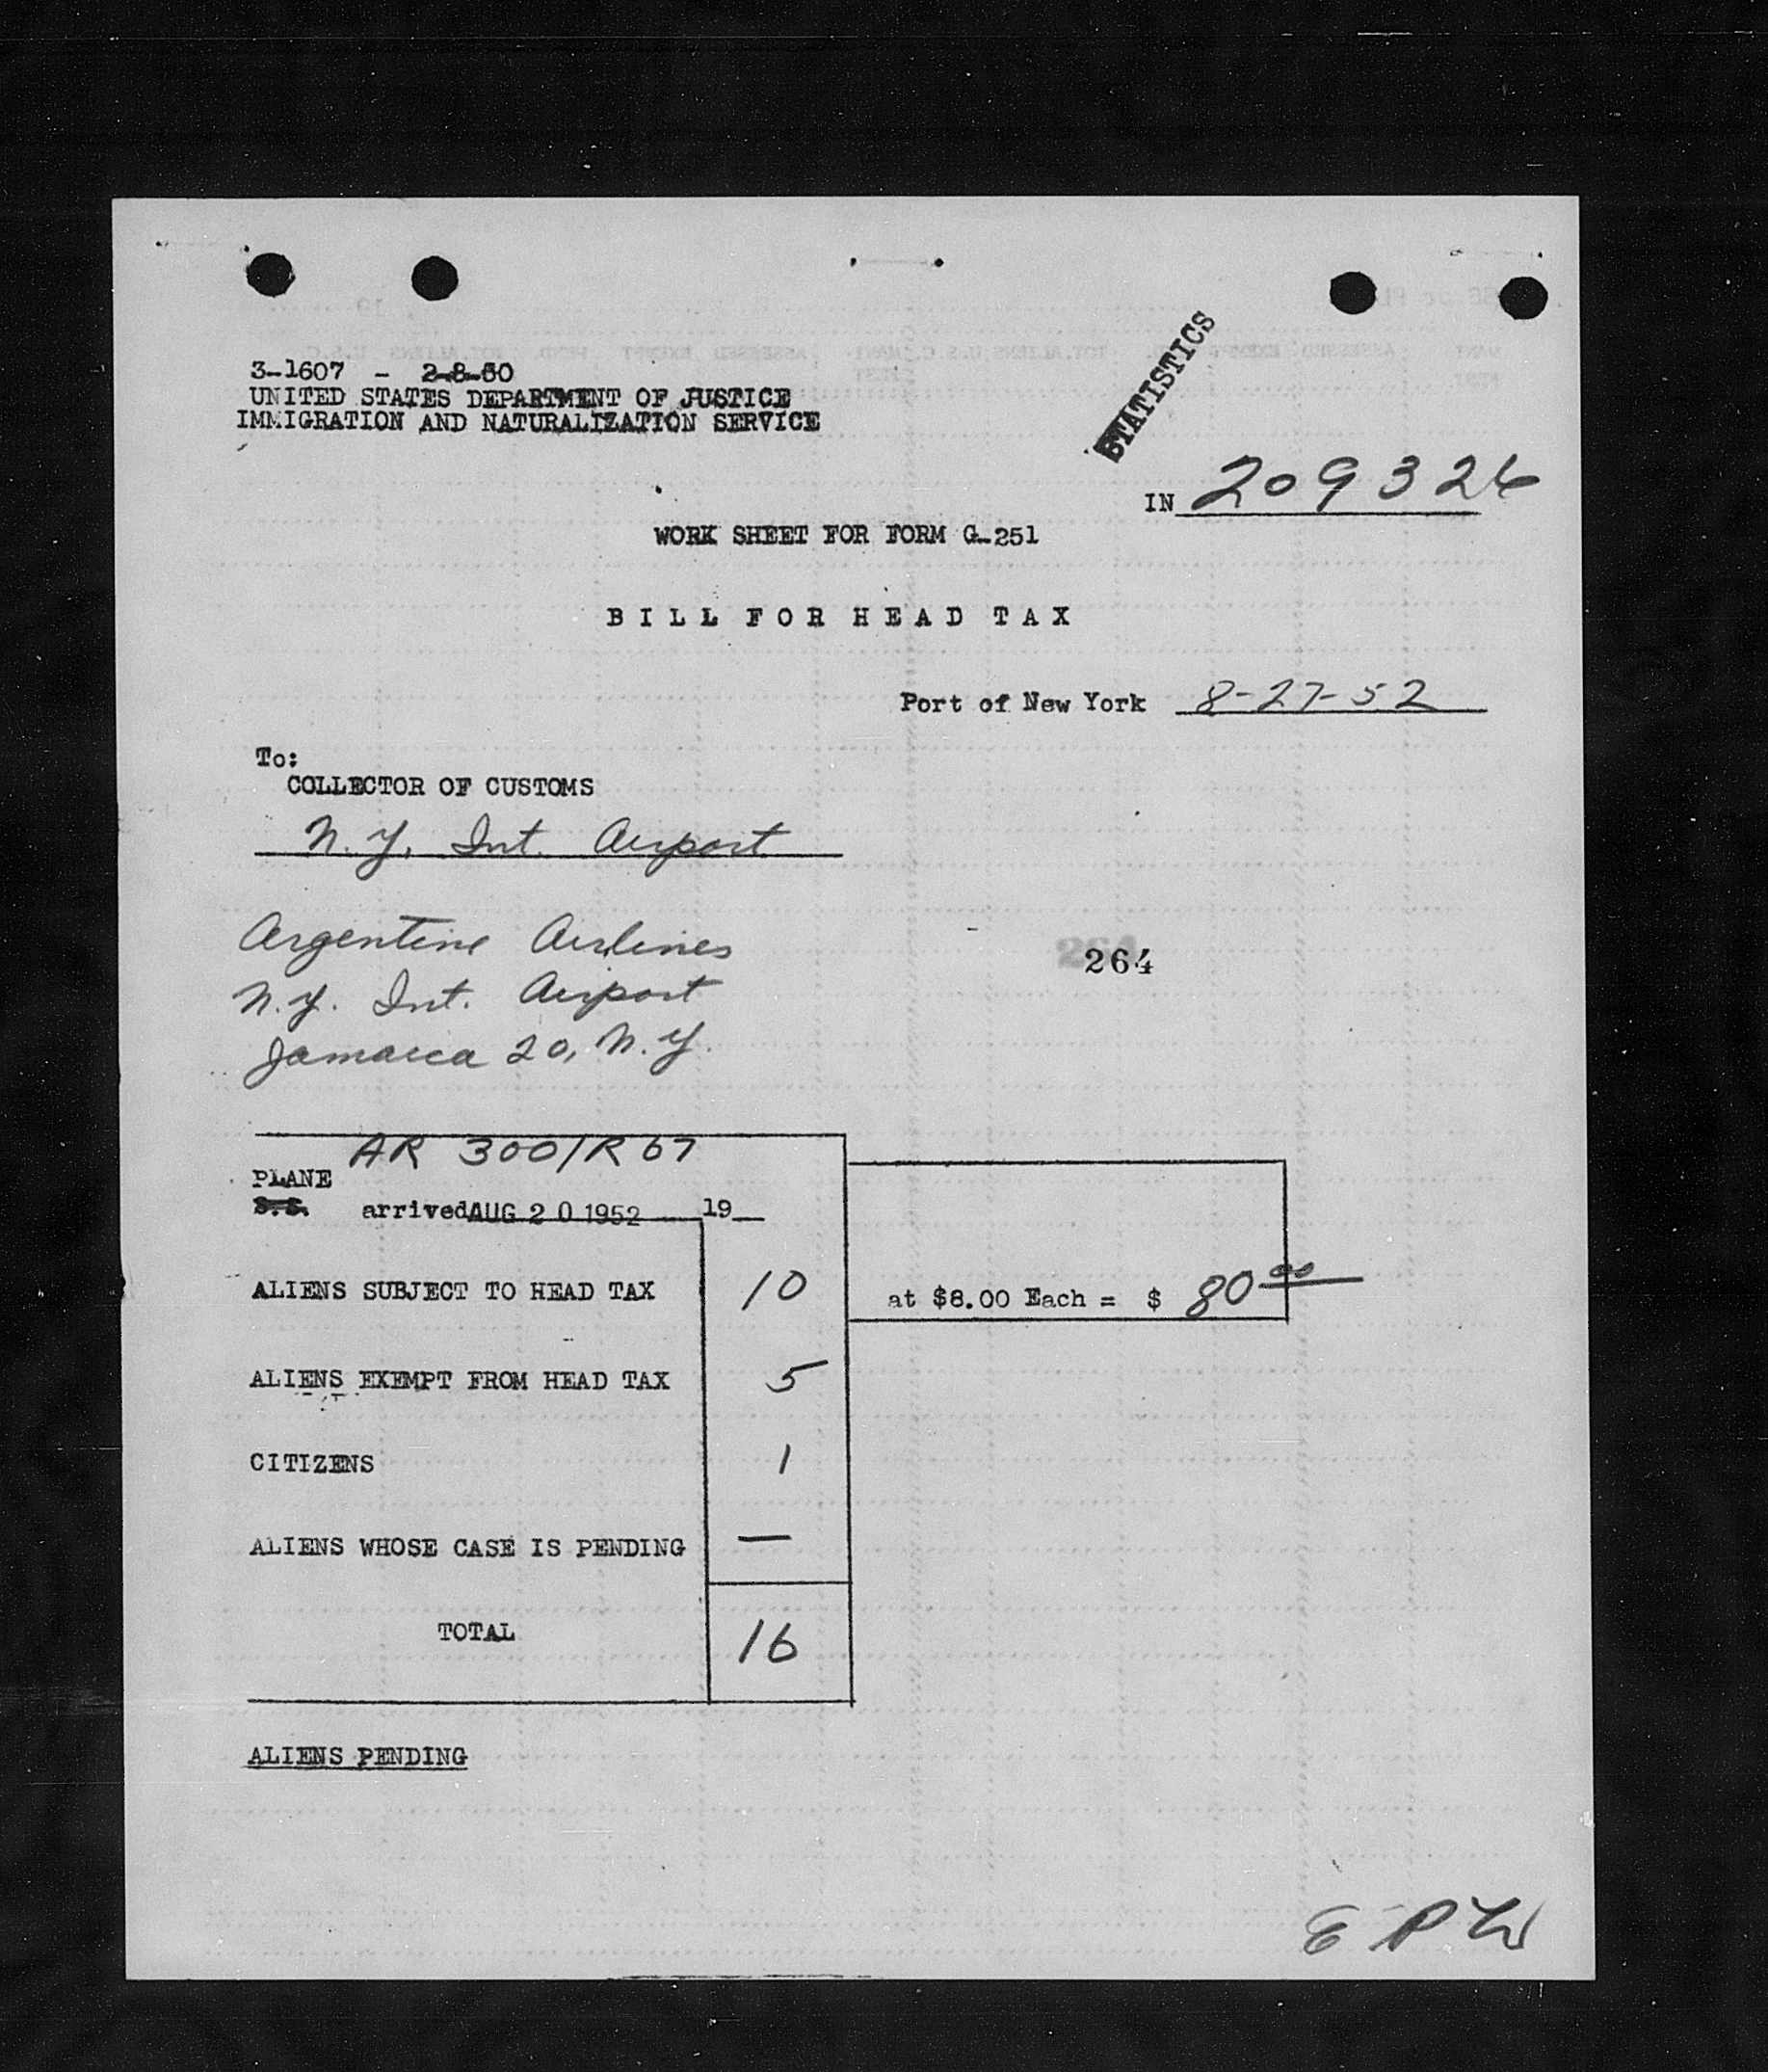 3-1607 - 2-8-50
UNITED STATES DEPARTMENT OF JUSTICE
IMMIGRATION AND NATURALIZATION SERVICE
STATISTICS
IN 209326
WORK SHEET FOR FORM G-251
BILL FOR HEAD TAX
Port of New York 8-27-52
To:
COLLECTOR OF CUSTOMS
N.Y. Int. Airport
Argentine Airlines
N.Y. Int. Airport
Jamaica 20, N.Y.
264
AR 3001/R67
PLANE
S.S. arrived AUG 20 1952 19
ALIENS SUBJECT TO HEAD TAX 10 at $8.00 Each = $ 80 00
ALIENS EXEMPT FROM HEAD TAX 5
CITIZENS 1
ALIENS WHOSE CASE IS PENDING —
TOTAL 16
ALIENS PENDING
EPW